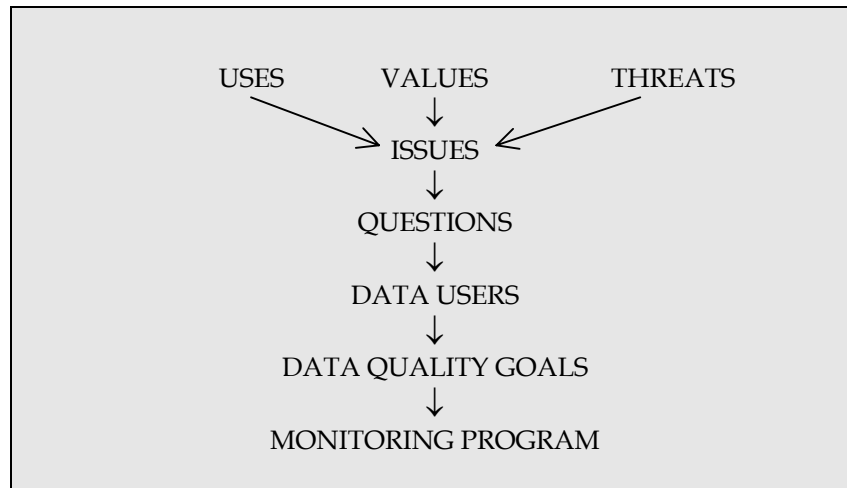 USES VALUES THREATS
ISSUES
QUESTIONS
DATA USERS
DATA QUALITY GOALS
MONITORING PROGRAM